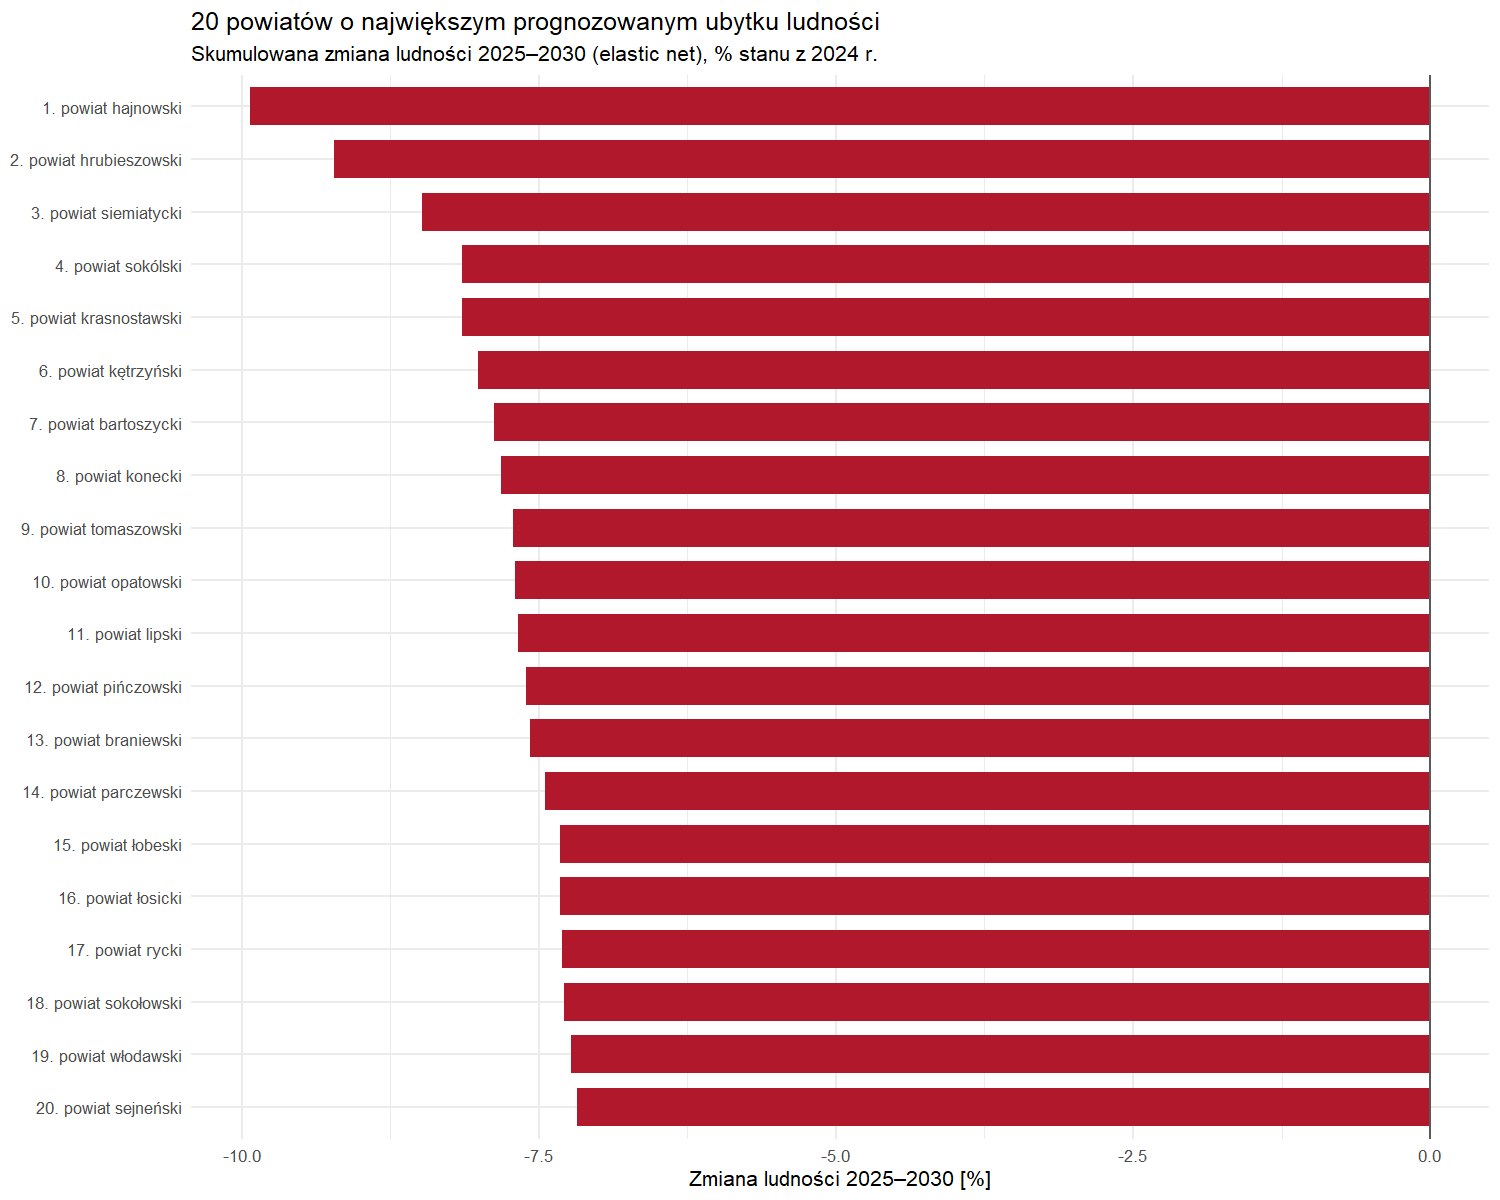 20 powiatów o największym prognozowanym ubytku ludności
Skumulowana zmiana ludności 2025–2030 (elastic net), % stanu z 2024 r.
1. powiat hajnowski
2. powiat hrubieszowski
3. powiat siemiatycki
4. powiat sokólski
5. powiat krasnostawski
6. powiat kętrzyński
7. powiat bartoszycki
8. powiat konecki
9. powiat tomaszowski
10. powiat opatowski
11. powiat lipski
12. powiat pińczowski
13. powiat braniewski
14. powiat parczewski
15. powiat łobeski
16. powiat łosicki
17. powiat rycki
18. powiat sokołowski
19. powiat włodawski
20. powiat sejneński
-10.0 -7.5 -5.0 -2.5 0.0
Zmiana ludności 2025–2030 [%]